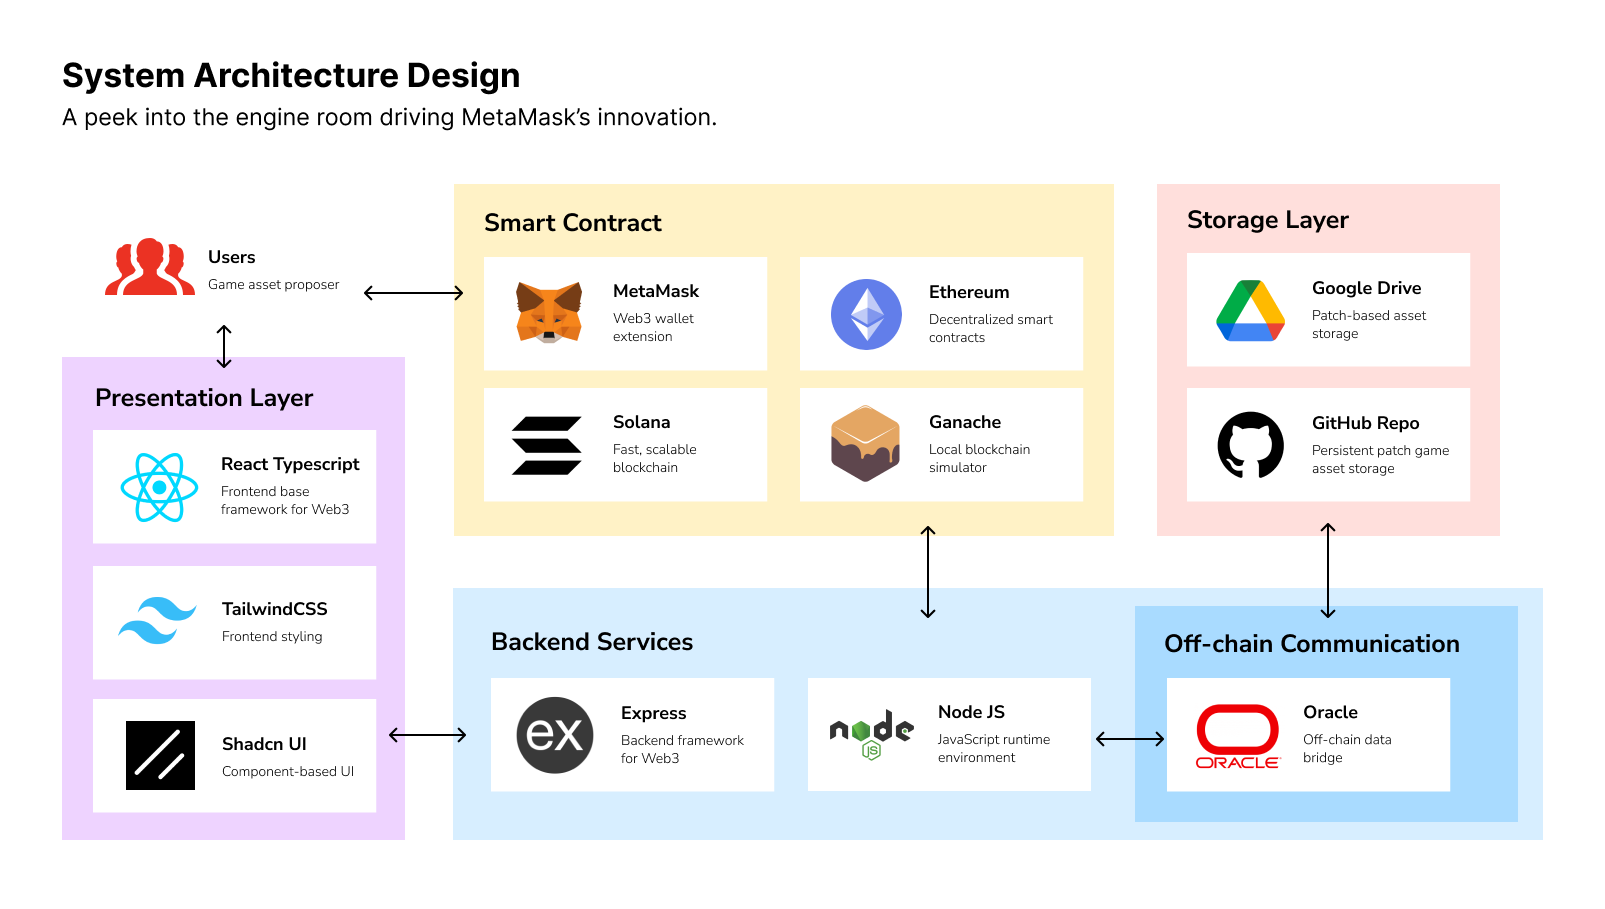 System Architecture Design
A peek into the engine room driving MetaMask’s innovation.
Users
Game asset proposer
Smart Contract
MetaMask
Web3 wallet
extension
Ethereum
Decentralized smart
contracts
Solana
Fast, scalable
blockchain
Ganache
Local blockchain
simulator
Storage Layer
Google Drive
Patch-based asset
storage
GitHub Repo
Persistent patch game
asset storage
Presentation Layer
React Typescript
Frontend base
framework for Web3
TailwindCSS
Frontend styling
Shadcn UI
Component-based UI
Backend Services
ex
Express
Backend framework
for Web3
node
JS
Node JS
JavaScript runtime
environment
Off-chain Communication
ORACLE
Oracle
Off-chain data
bridge